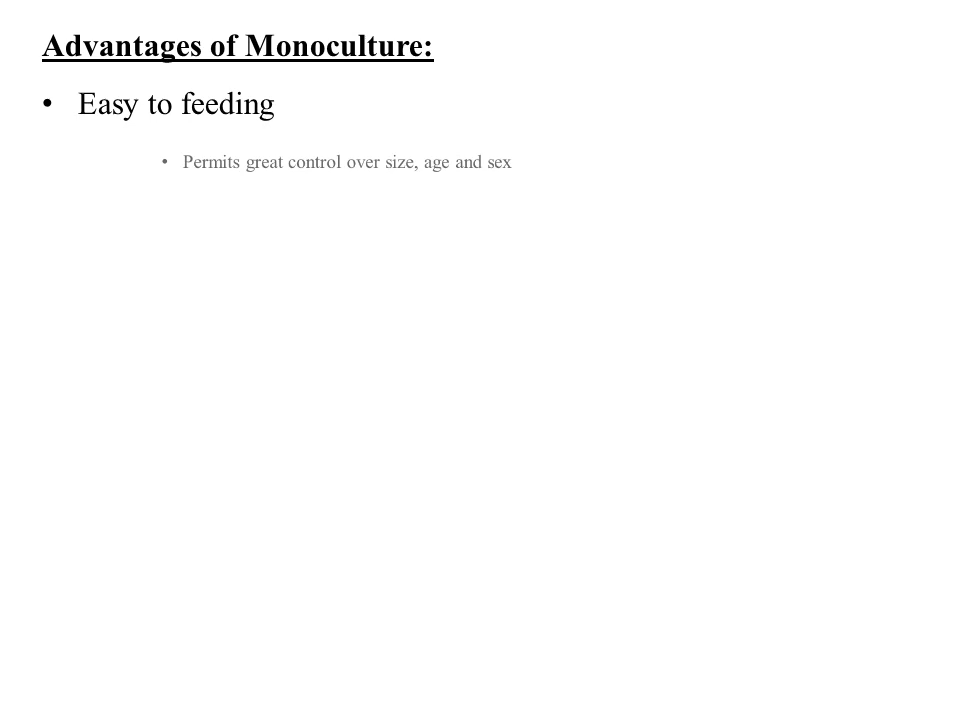 Advantages of Monoculture:
• Easy to feeding
• Permits great control over size, age and sex